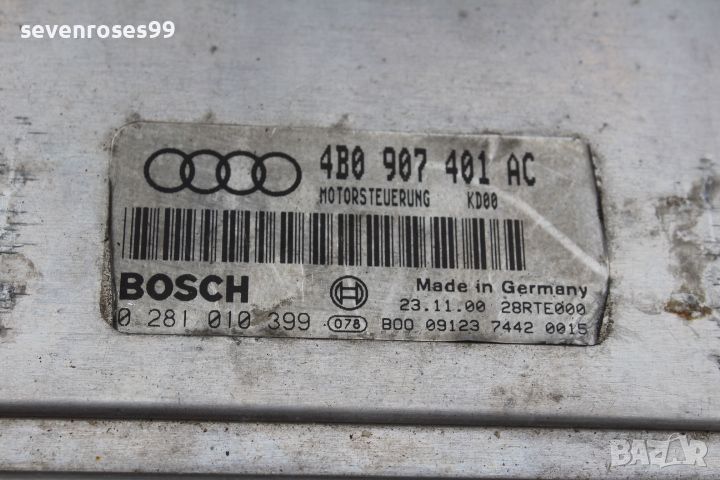 sevenroses99
4B0 907 401 AC
MOTORSTEUERUNG KD00
BOSCH
Made in Germany
23.11.00 28RTE000
0 281 010 399 078 B00 09123 7442 0015
BAZAR